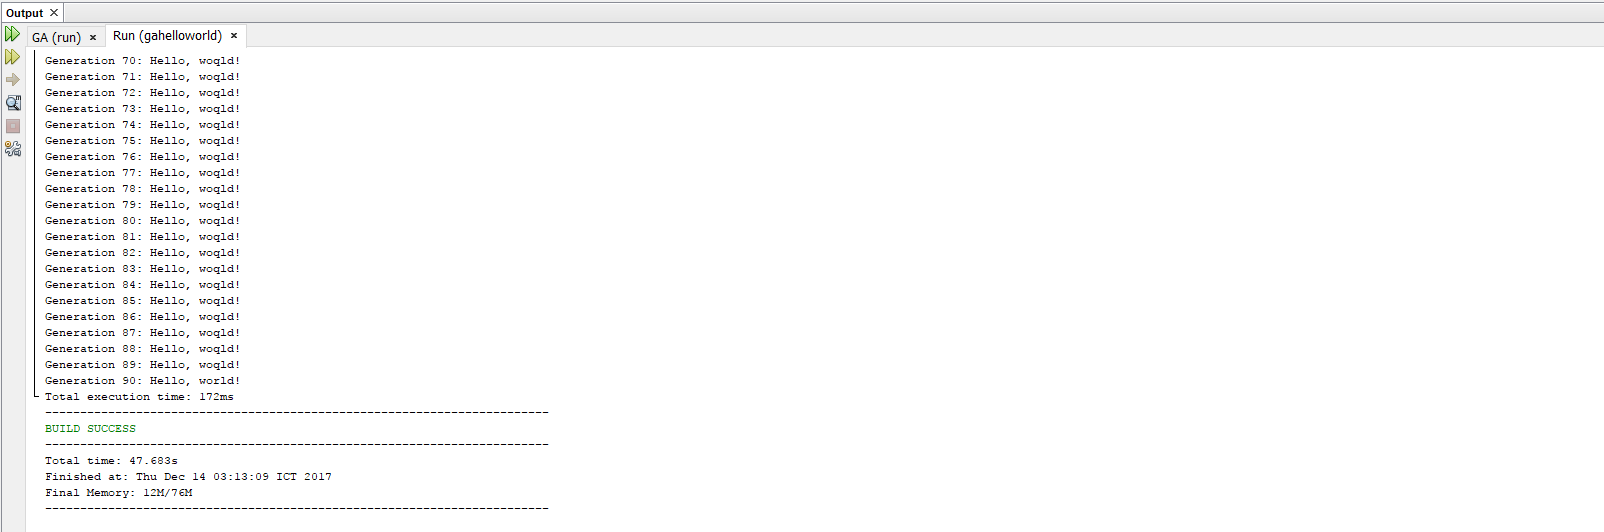 Output
GA (run)
Run (gahelloworld)
Generation 70: Hello, woqld!
Generation 71: Hello, woqld!
Generation 72: Hello, woqld!
Generation 73: Hello, woqld!
Generation 74: Hello, woqld!
Generation 75: Hello, woqld!
Generation 76: Hello, woqld!
Generation 77: Hello, woqld!
Generation 78: Hello, woqld!
Generation 79: Hello, woqld!
Generation 80: Hello, woqld!
Generation 81: Hello, woqld!
Generation 82: Hello, woqld!
Generation 83: Hello, woqld!
Generation 84: Hello, woqld!
Generation 85: Hello, woqld!
Generation 86: Hello, woqld!
Generation 87: Hello, woqld!
Generation 88: Hello, woqld!
Generation 89: Hello, woqld!
Generation 90: Hello, world!
Total execution time: 172ms
------------------------------------------------------------------------
BUILD SUCCESS
------------------------------------------------------------------------
Total time: 47.683s
Finished at: Thu Dec 14 03:13:09 ICT 2017
Final Memory: 12M/76M
------------------------------------------------------------------------